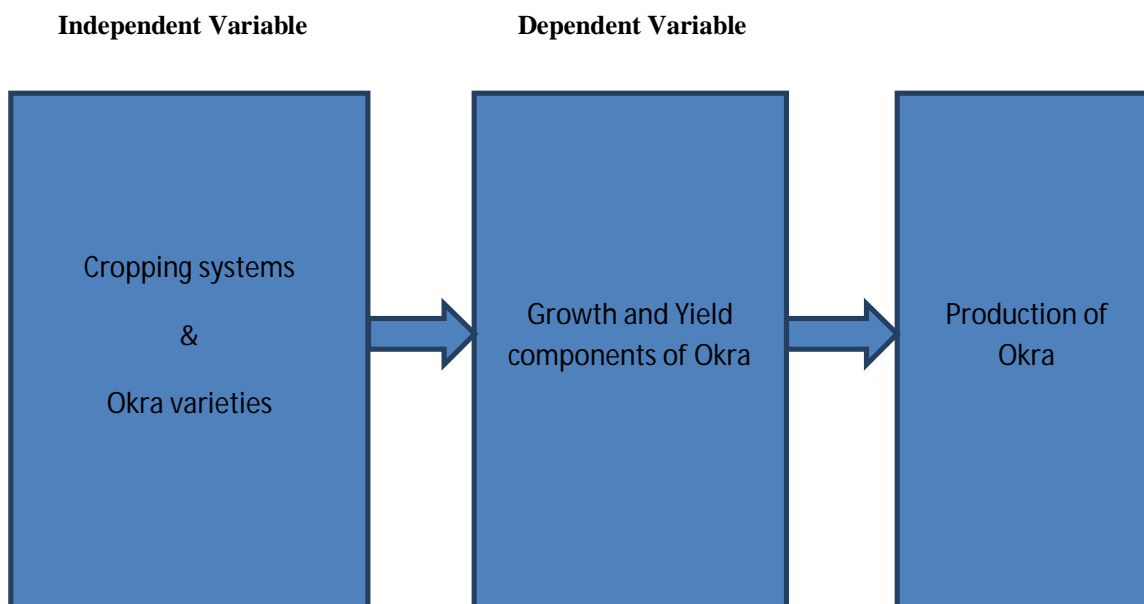 Independent Variable
Dependent Variable
Cropping systems
&
Okra varieties
Growth and Yield
components of Okra
Production of
Okra